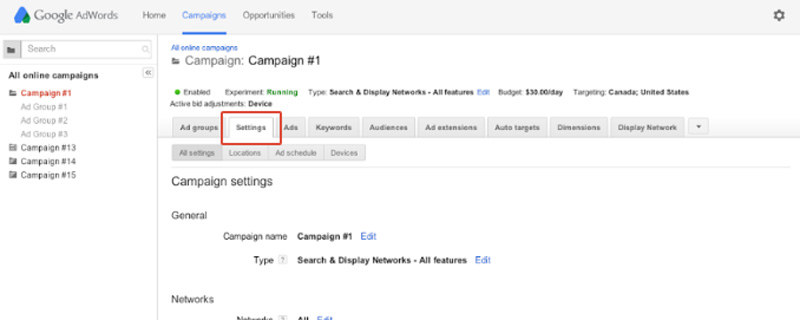 Google AdWords Home Campaigns Opportunities Tools
Search
All online campaigns
Campaign #1
Ad Group #1
Ad Group #2
Ad Group #3
Campaign #13
Campaign #14
Campaign #15
All online campaigns
Campaign: Campaign #1
Enabled Experiment: Running Type: Search & Display Networks - All features Edit Budget: $30.00/day Targeting: Canada; United States
Active bid adjustments: Device
Ad groups Settings Ads Keywords Audiences Ad extensions Auto targets Dimensions Display Network
All settings Locations Ad schedule Devices
Campaign settings
General
Campaign name Campaign #1 Edit
Type ? Search & Display Networks - All features Edit
Networks
Networks ? All Edit